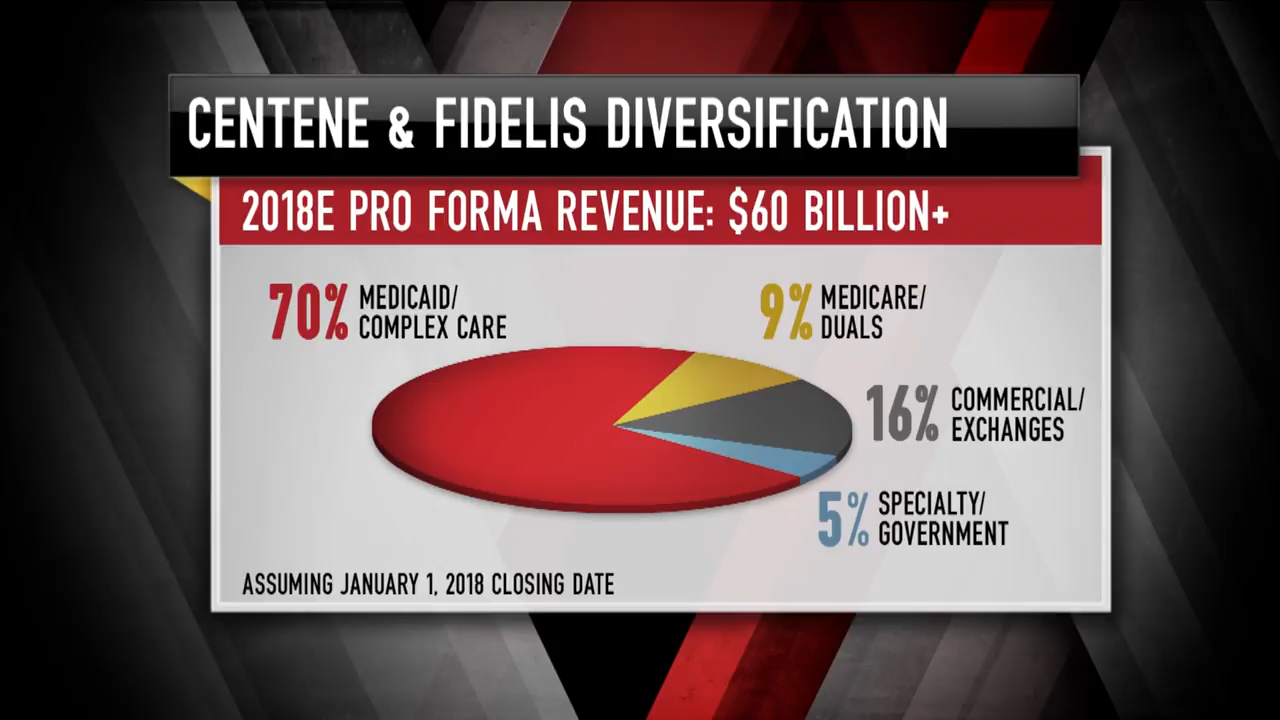 CENTENE & FIDELIS DIVERSIFICATION
2018E PRO FORMA REVENUE: $60 BILLION+
70% MEDICAID/
COMPLEX CARE
9% MEDICARE/
DUALS
16% COMMERCIAL/
EXCHANGES
5% SPECIALTY/
GOVERNMENT
ASSUMING JANUARY 1, 2018 CLOSING DATE